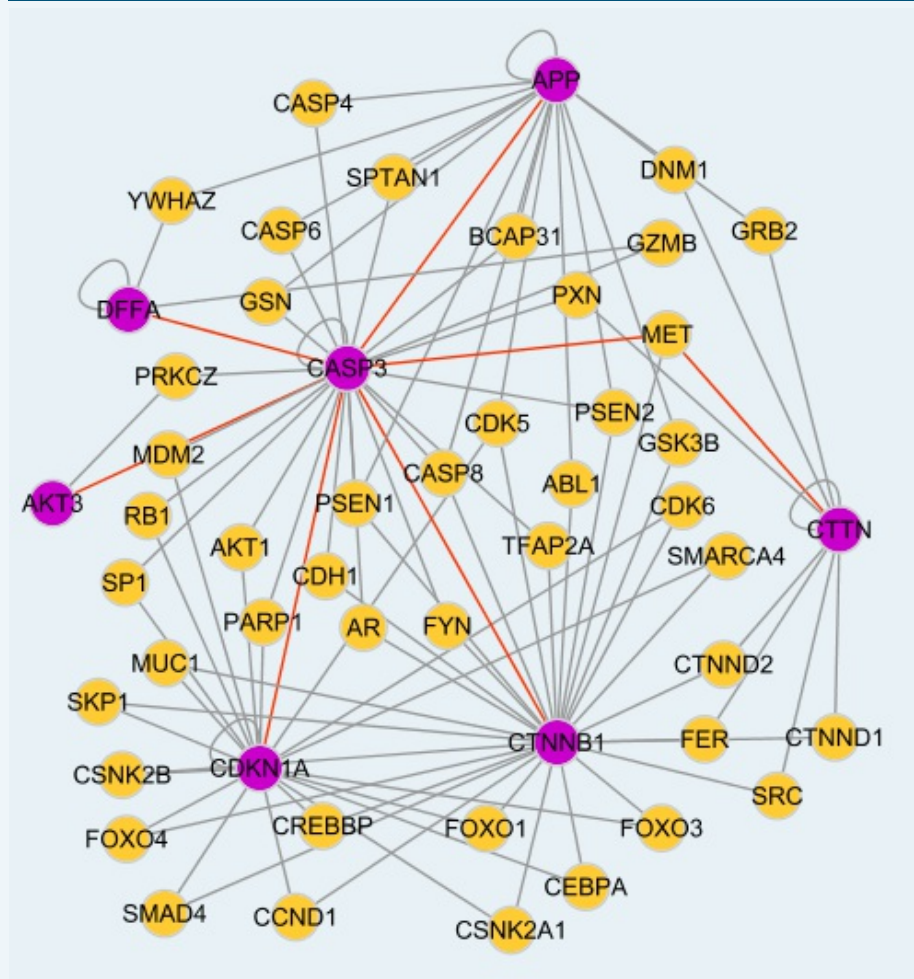 APP
CASP4
DNM1
SPTAN1
YWHAZ
CASP6
BCAP31
GZMB
GRB2
GSN
PXN
DFFA
MET
CASP3
PRKCZ
CDK5
PSEN2
GSK3B
MDM2
CASP8
ABL1
AKT3
RB1
PSEN1
CDK6
CTTN
AKT1
TFAP2A
SMARCA4
SP1
CDH1
PARP1
AR
FYN
MUC1
CTNND2
SKP1
CTNNB1
FER
CTNND1
CSNK2B
CDKN1A
SRC
FOXO4
CREBBP
FOXO1
FOXO3
CEBPA
SMAD4
CCND1
CSNK2A1